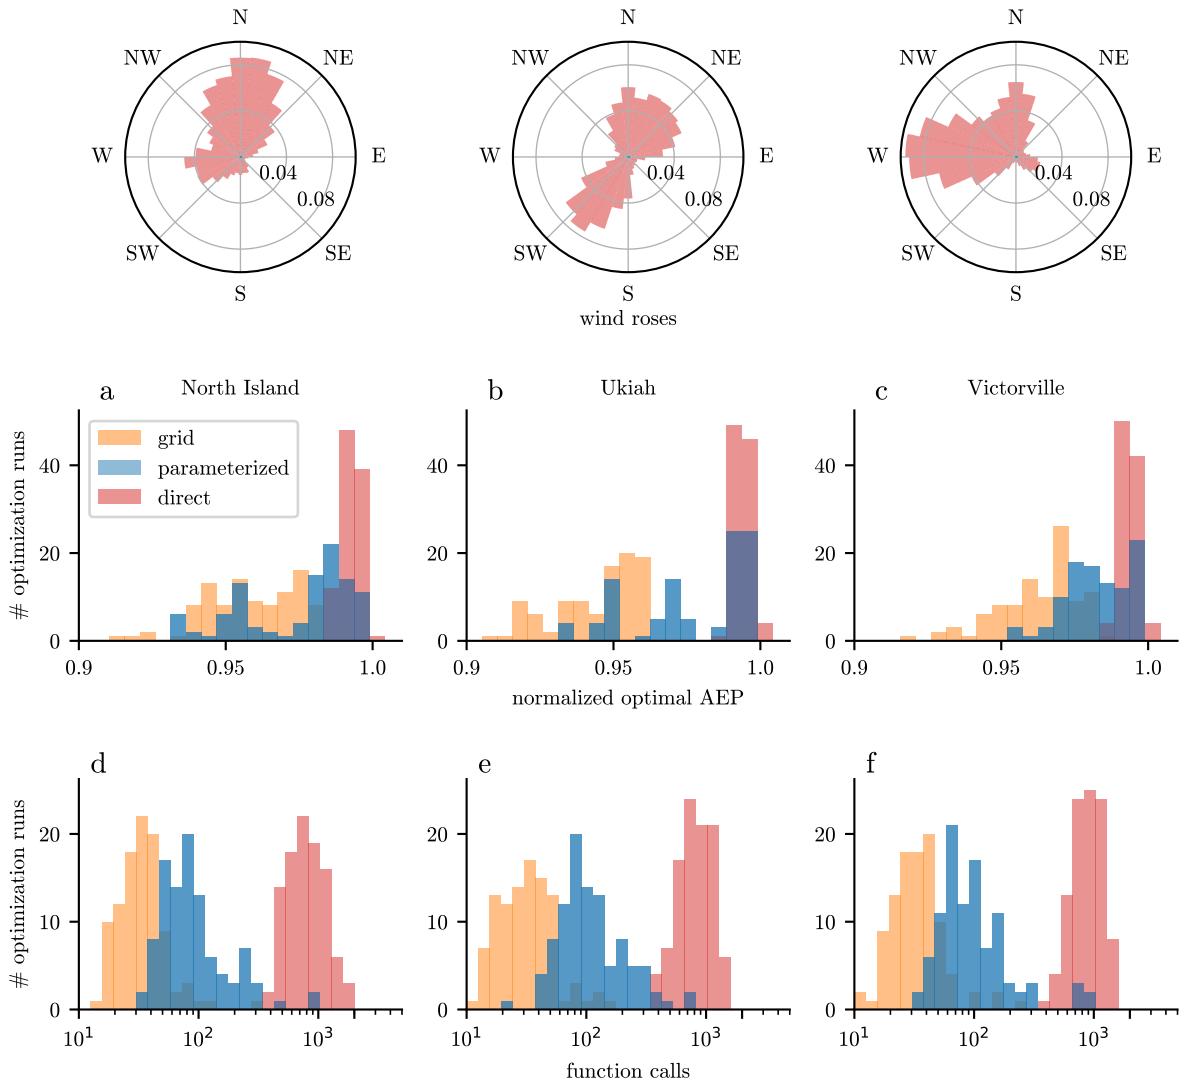 N N N
NW NE NW NE NW NE
W E W E W E
0.04 0.04 0.04
0.08 0.08 0.08
SW SE SW SE SW SE
S S S
wind roses
a North Island b Ukiah c Victorville
grid
parameterized
direct
# optimization runs
40 40 40
20 20 20
0 0 0
0.9 0.95 1.0 0.9 0.95 1.0 0.9 0.95 1.0
normalized optimal AEP
d e f
# optimization runs
20 20 20
10 10 10
0 0 0
10¹ 10² 10³ 10¹ 10² 10³ 10¹ 10² 10³
function calls